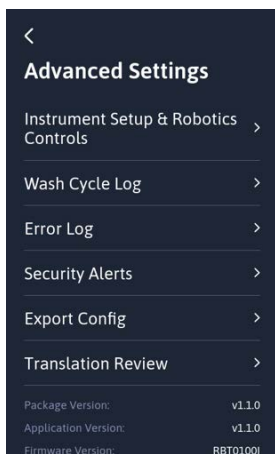 Advanced Settings
Instrument Setup & Robotics
Controls
Wash Cycle Log
Error Log
Security Alerts
Export Config
Translation Review
Package Version: v1.1.0
Application Version: v1.1.0
Firmware Version: